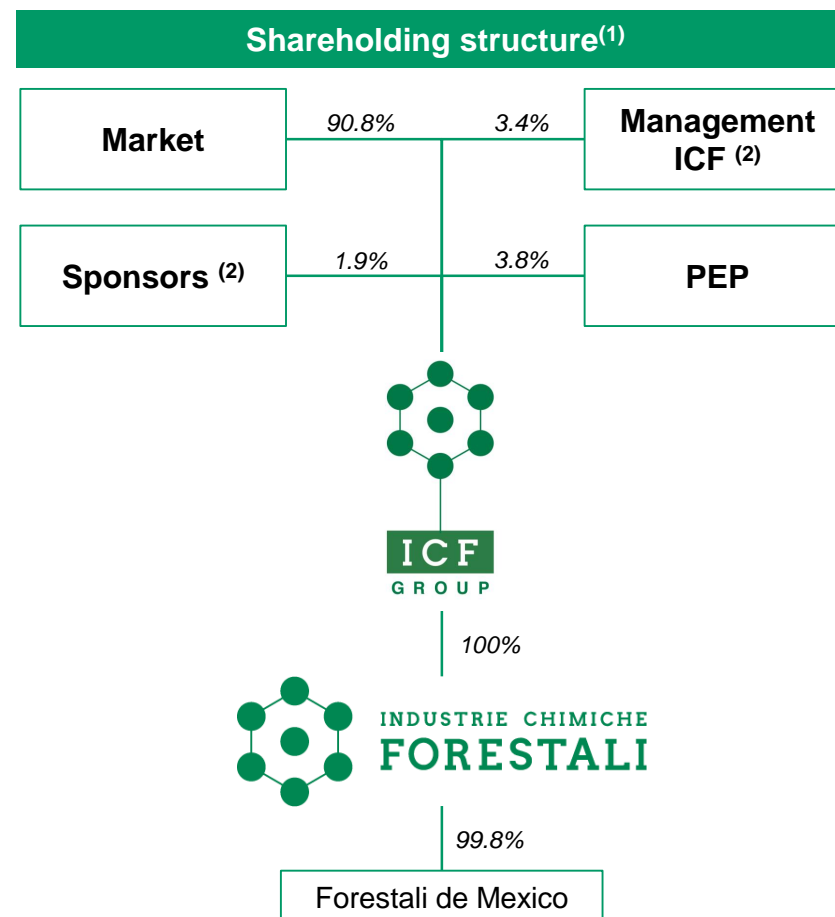 Shareholding structure(1)
Market
90.8%
3.4%
Management
ICF (2)
Sponsors (2)
1.9%
3.8%
PEP
ICF
GROUP
100%
INDUSTRIE CHIMICHE
FORESTALI
99.8%
Forestali de Mexico